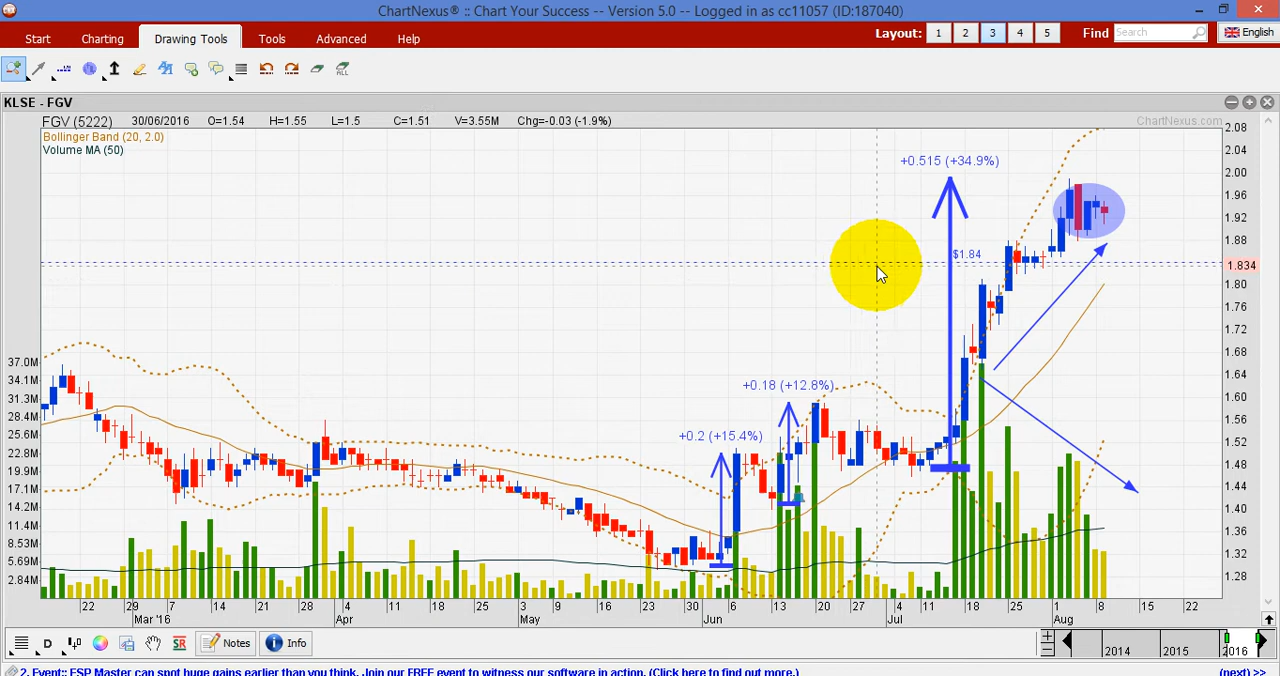 ChartNexus® :: Chart Your Success -- Version 5.0 -- Logged in as cc11057 (ID:187040)
Start Charting Drawing Tools Tools Advanced Help Layout: 1 2 3 4 5 Find Search English
ALL
KLSE - FGV
FGV (5222) 30/06/2016 O=1.54 H=1.55 L=1.5 C=1.51 V=3.55M Chg=-0.03 (-1.9%) ChartNexus.com
Bollinger Band (20, 2.0)
Volume MA (50)
2.08
2.04
2.00
1.96
1.92
1.88
1.834
1.80
1.76
1.72
1.68
1.64
1.60
1.56
1.52
1.48
1.44
1.40
1.36
1.32
1.28
+0.515 (+34.9%)
$1.84
+0.18 (+12.8%)
+0.2 (+15.4%)
37.0M
34.1M
31.3M
28.4M
25.6M
22.8M
19.9M
17.1M
14.2M
11.4M
8.53M
5.69M
2.84M
22 29 7 14 21 28 4 11 18 25 3 9 16 23 30 6 13 20 27 4 11 18 25 1 8 15 22
Mar '16 Apr May Jun Jul Aug
D SR Notes Info 2014 2015 2016
2. Event:: ESP Master can spot huge gains earlier than you think. Join our FREE event to witness our software in action. (Click here to find out more.) (next) >>